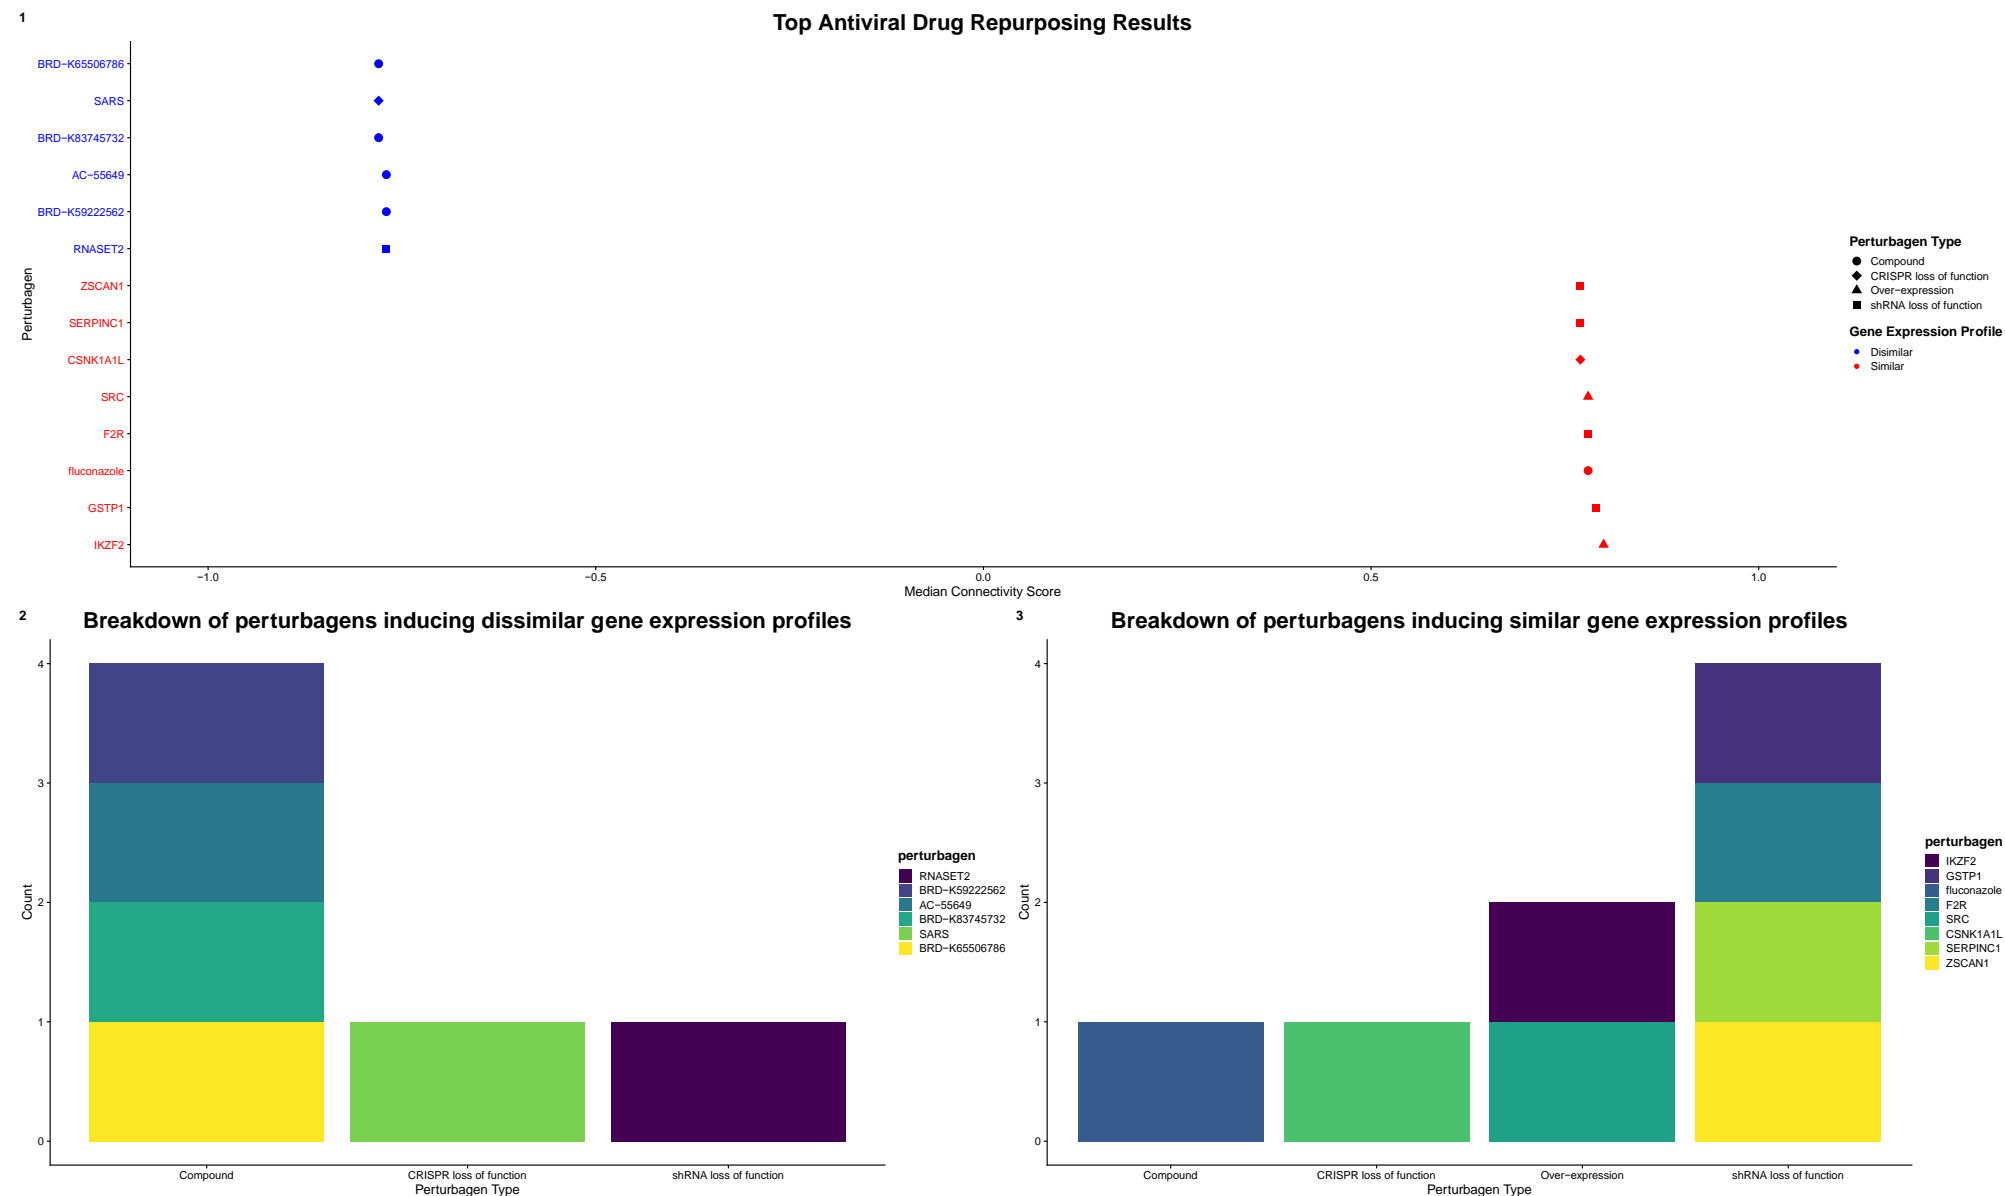 1
Top Antiviral Drug Repurposing Results
Perturbagen
BRD−K65506786
SARS
BRD−K83745732
AC−55649
BRD−K59222562
RNASET2
ZSCAN1
SERPINC1
CSNK1A1L
SRC
F2R
fluconazole
GSTP1
IKZF2
−1.0
−0.5
0.0
0.5
1.0
Median Connectivity Score
Perturbagen Type
Compound
CRISPR loss of function
Over−expression
shRNA loss of function
Gene Expression Profile
Disimilar
Similar
2
Breakdown of perturbagens inducing dissimilar gene expression profiles
Count
4
3
2
1
0
Compound
CRISPR loss of function
shRNA loss of function
Perturbagen Type
perturbagen
RNASET2
BRD−K59222562
AC−55649
BRD−K83745732
SARS
BRD−K65506786
3
Breakdown of perturbagens inducing similar gene expression profiles
Count
4
3
2
1
0
Compound
CRISPR loss of function
Over−expression
shRNA loss of function
Perturbagen Type
perturbagen
IKZF2
GSTP1
fluconazole
F2R
SRC
CSNK1A1L
SERPINC1
ZSCAN1